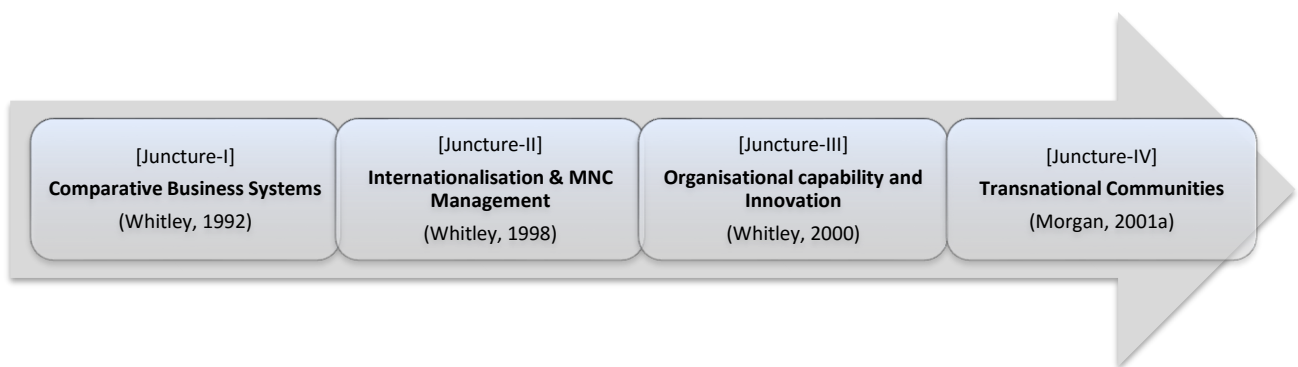 [Juncture-I]
Comparative Business Systems
(Whitley, 1992)
[Juncture-II]
Internationalisation & MNC
Management
(Whitley, 1998)
[Juncture-III]
Organisational capability and
Innovation
(Whitley, 2000)
[Juncture-IV]
Transnational Communities
(Morgan, 2001a)